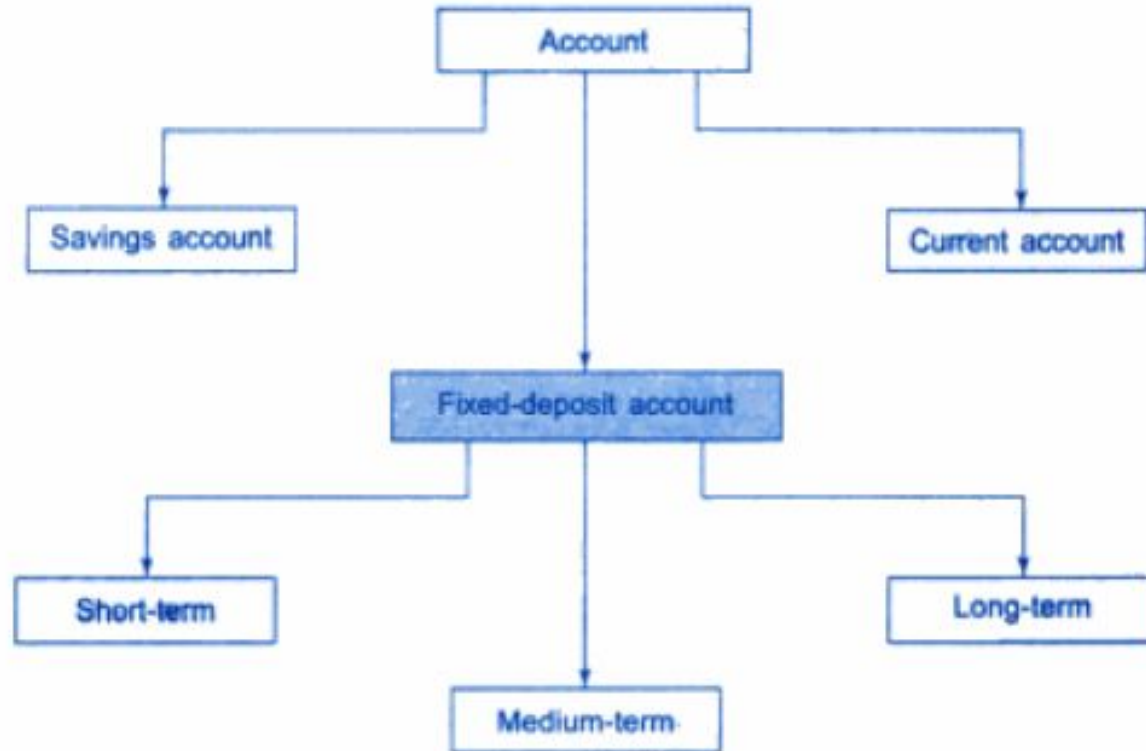 Account
Savings account
Current account
Fixed-deposit account
Short-term
Long-term
Medium-term